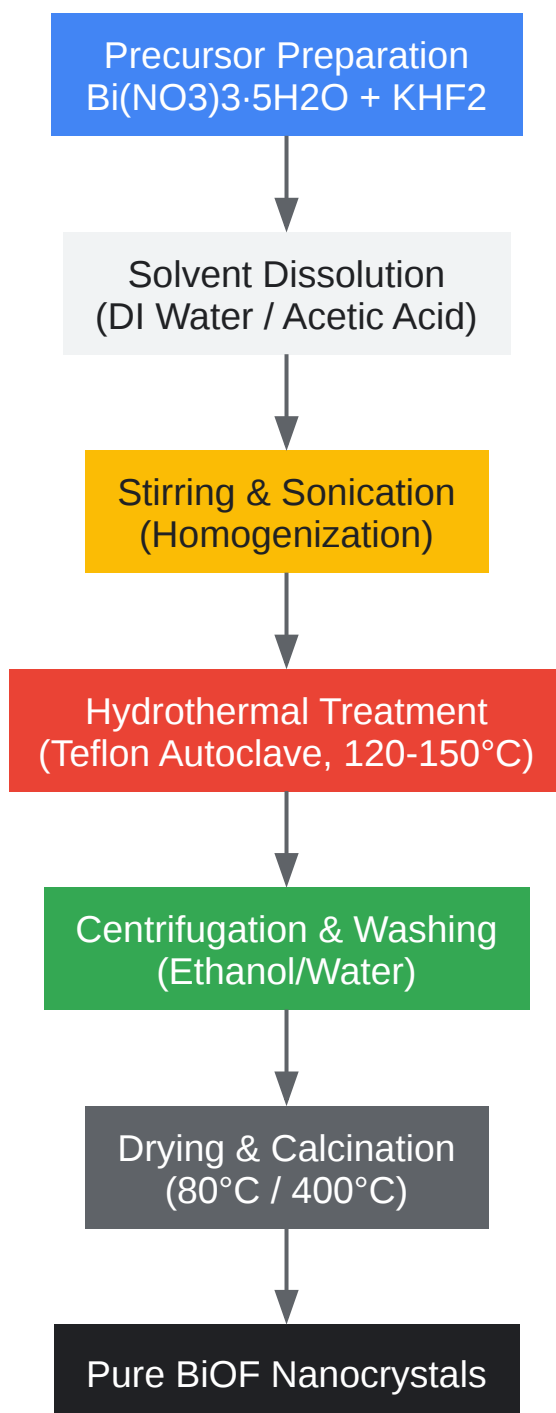 Precursor Preparation
Bi(NO3)3·5H2O + KHF2
Solvent Dissolution
(DI Water / Acetic Acid)
Stirring & Sonication
(Homogenization)
Hydrothermal Treatment
(Teflon Autoclave, 120-150°C)
Centrifugation & Washing
(Ethanol/Water)
Drying & Calcination
(80°C / 400°C)
Pure BiOF Nanocrystals